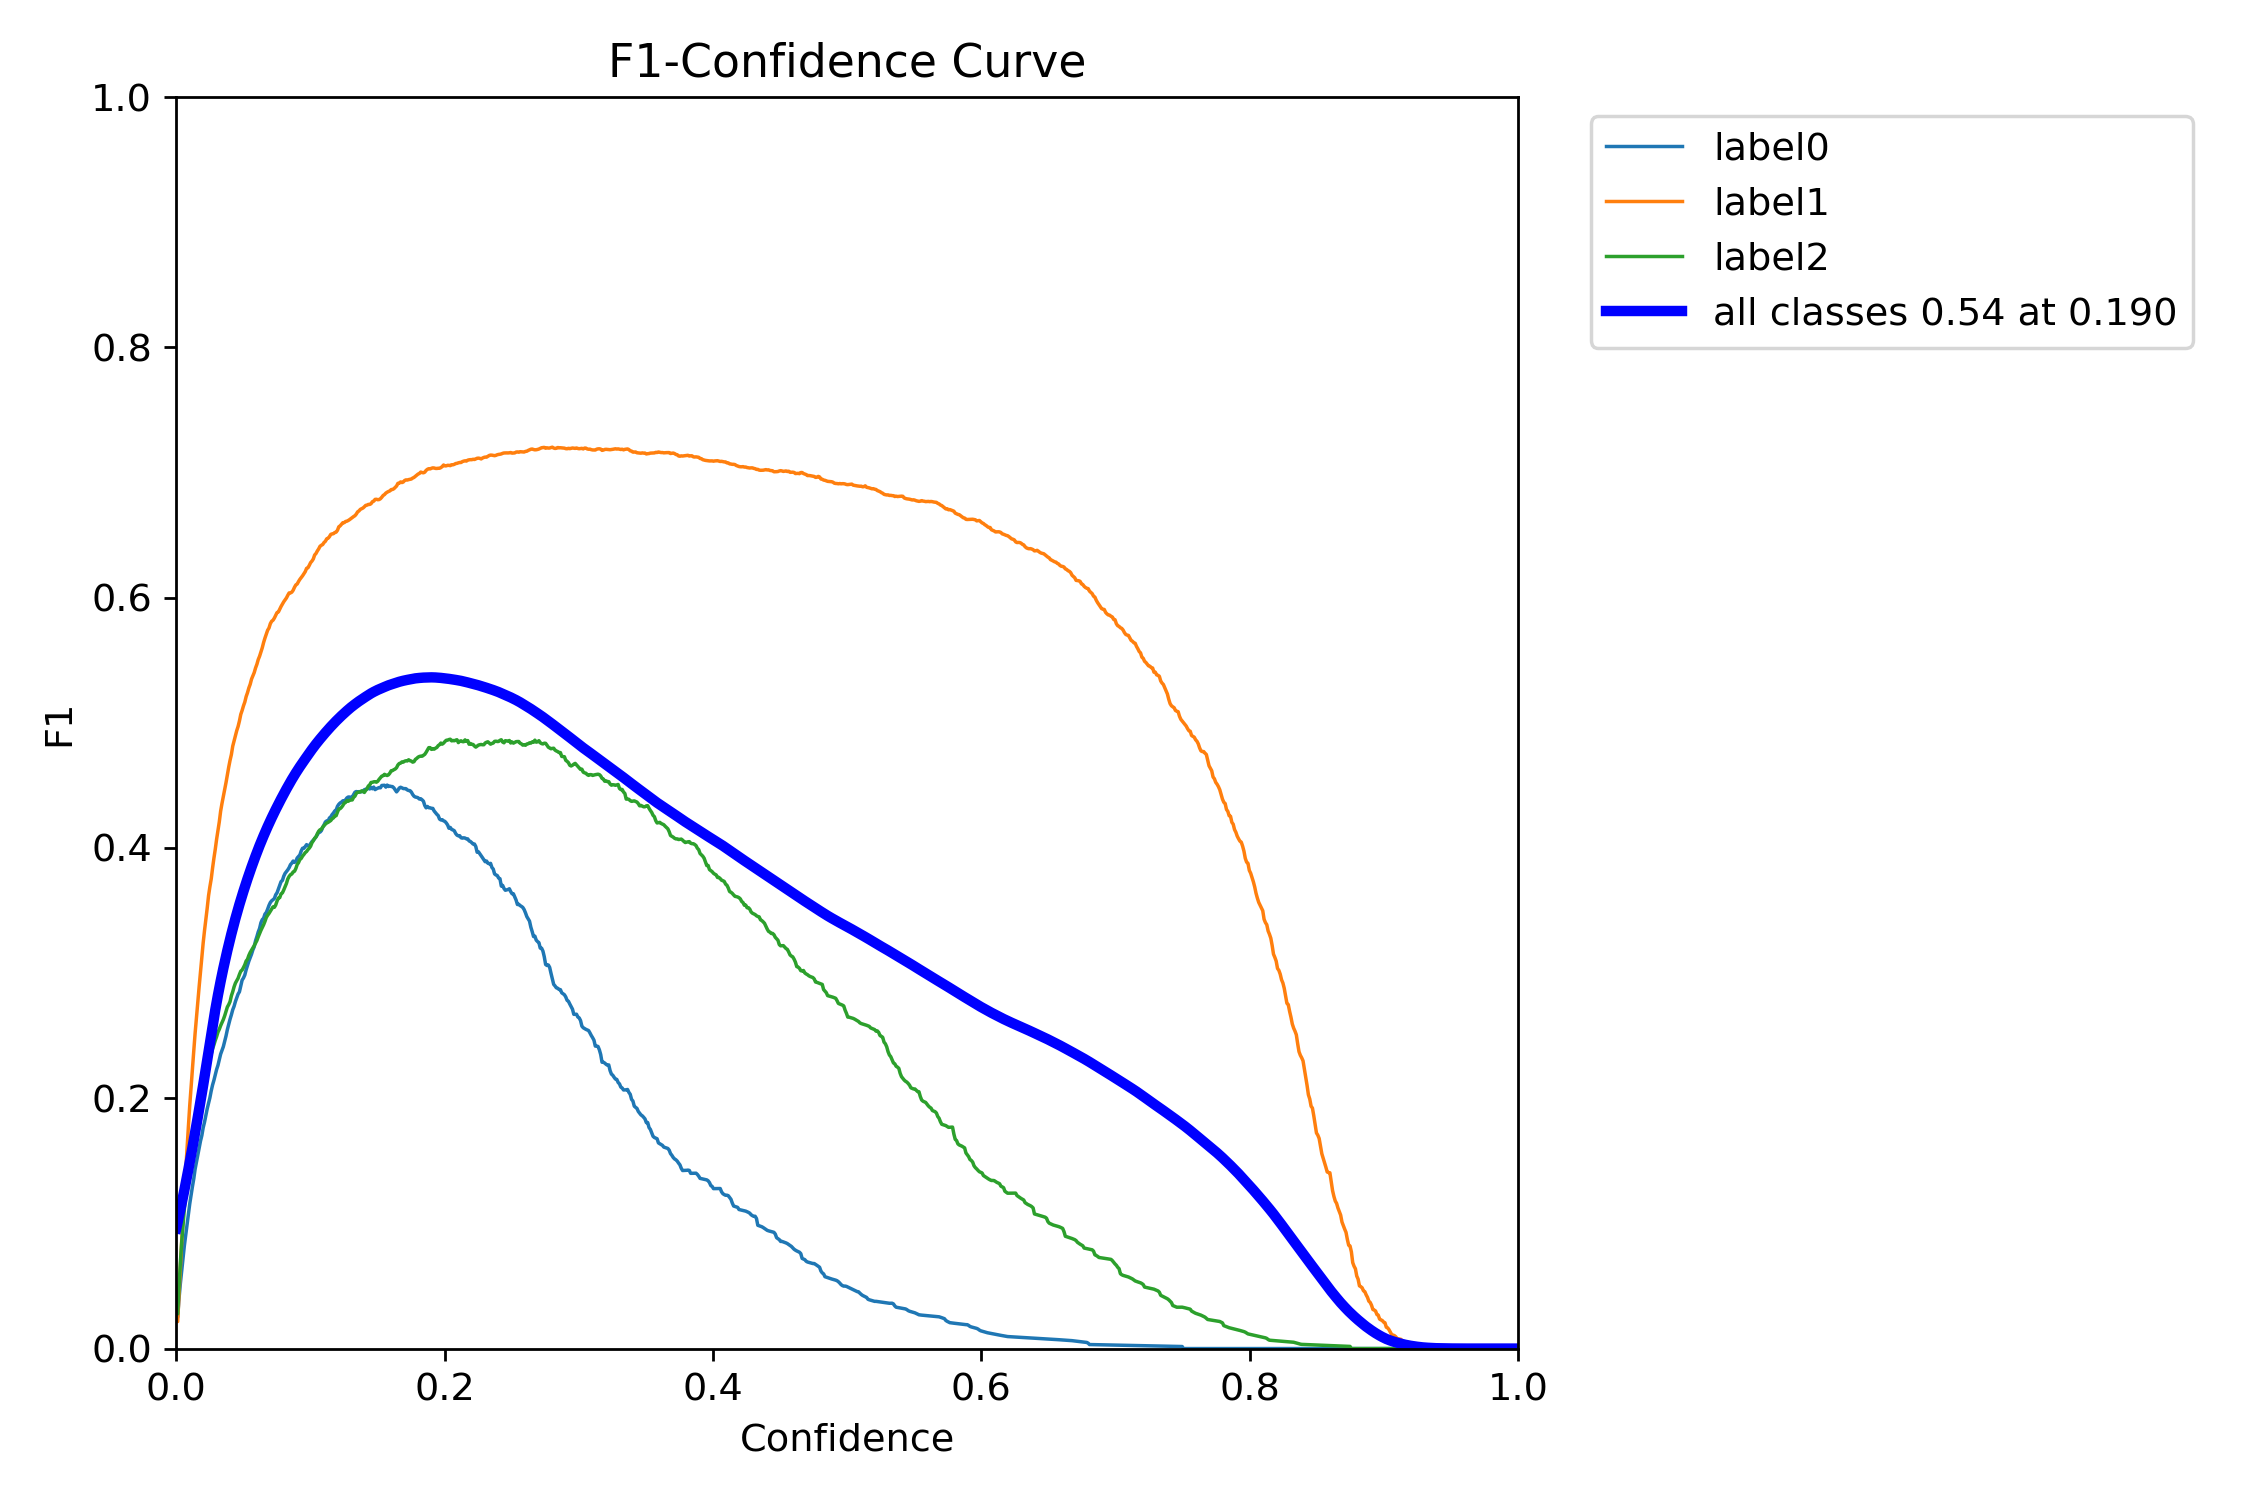 F1-Confidence Curve
1.0
0.8
0.6
0.4
0.2
0.0
F1
0.0 0.2 0.4 0.6 0.8 1.0
Confidence
label0
label1
label2
all classes 0.54 at 0.190